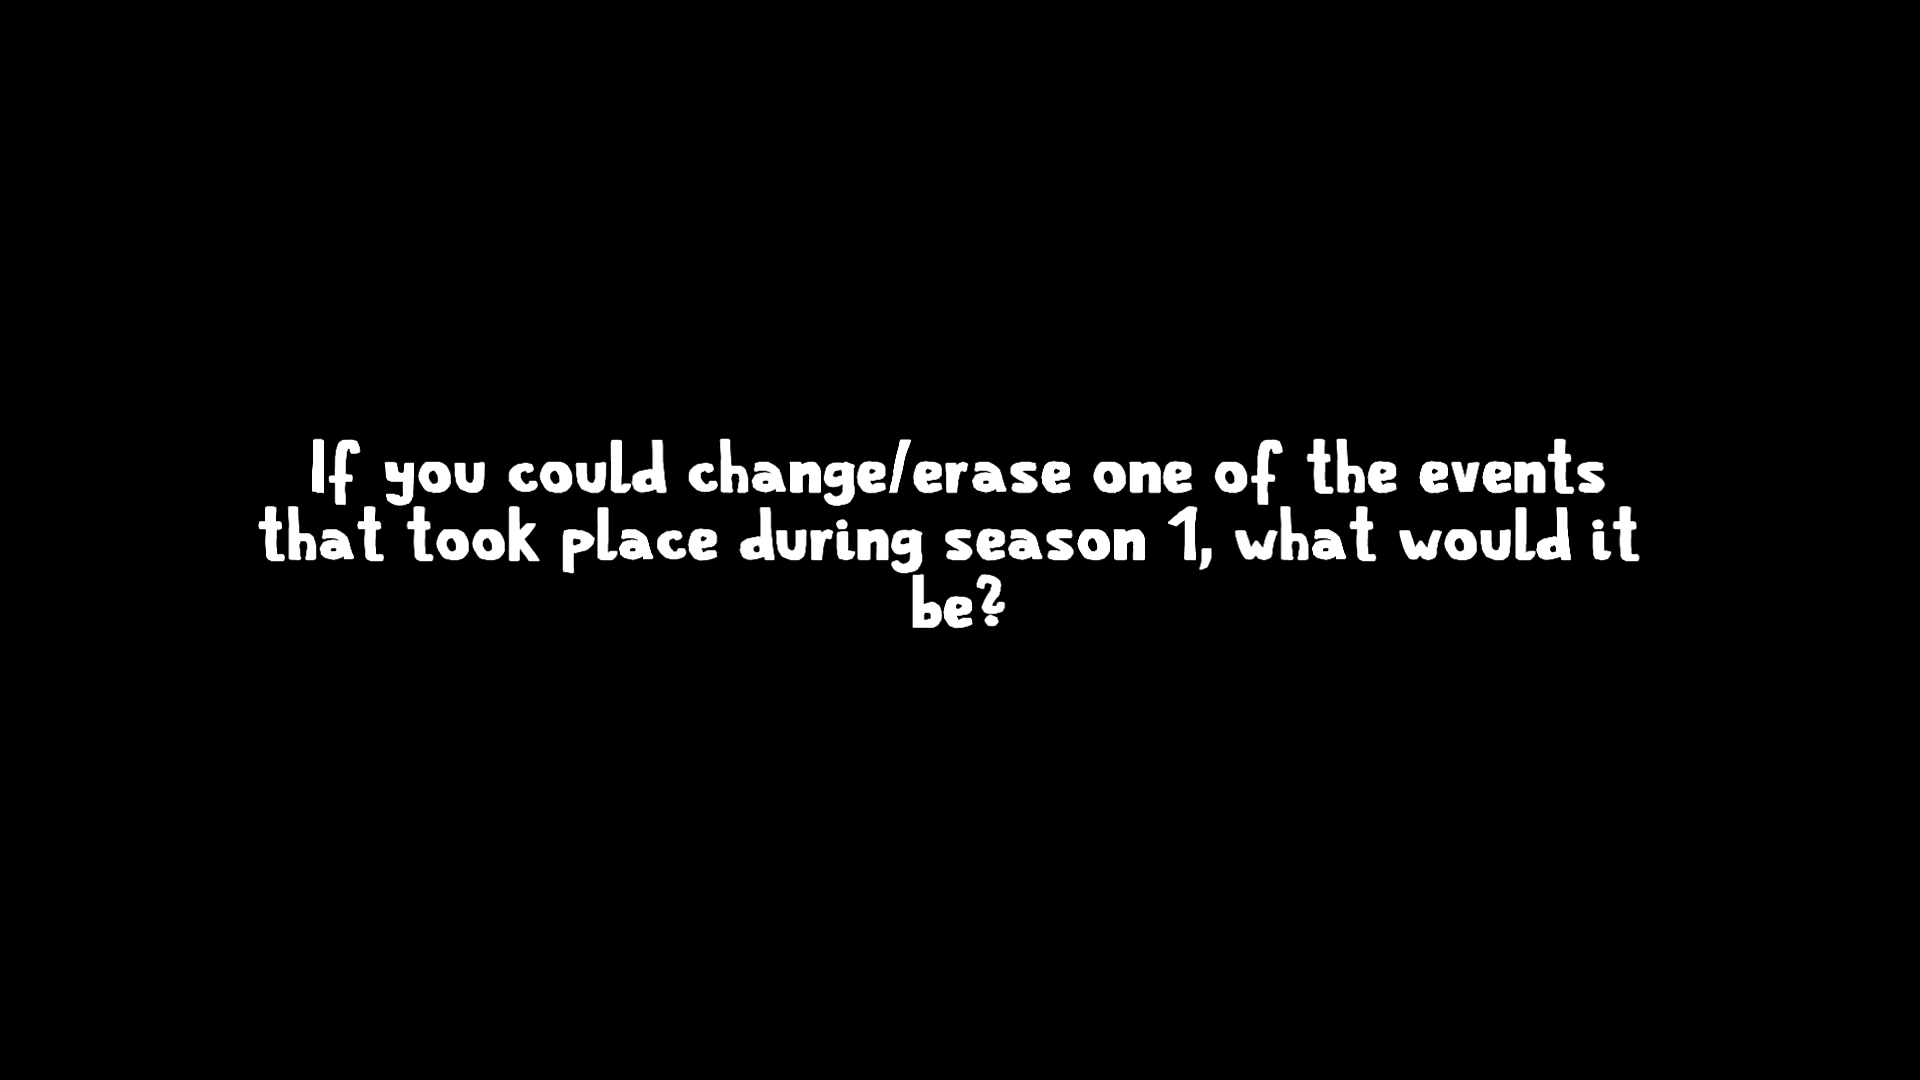 If you could change/erase one of the events
that took place during season 1, what would it
be?